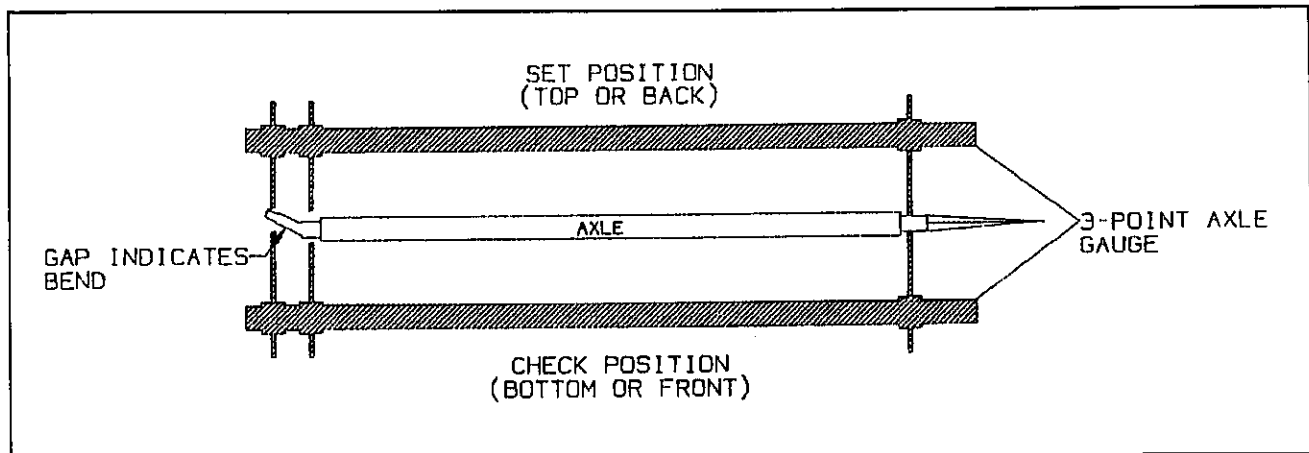 SET POSITION
(TOP OR BACK)
AXLE
GAP INDICATES
BEND
3-POINT AXLE
GAUGE
CHECK POSITION
(BOTTOM OR FRONT)